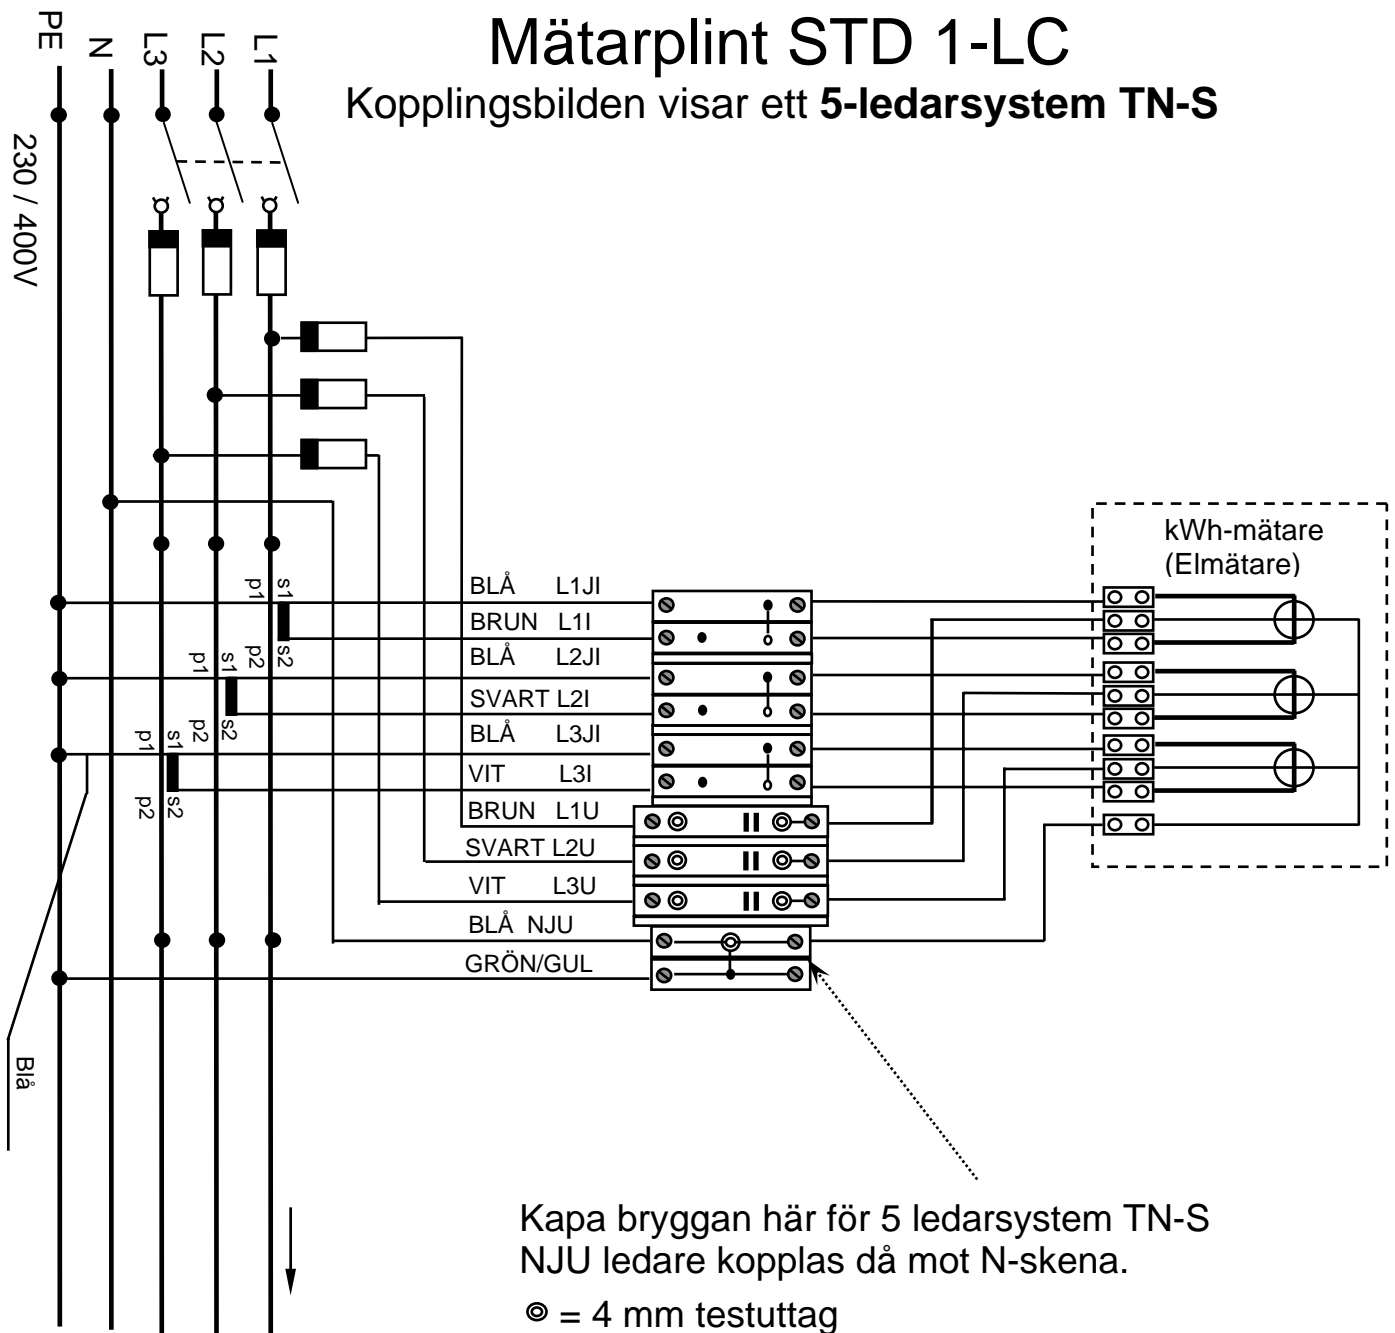 Mätarplint STD 1-LC
Kopplingsbilden visar ett 5-ledarsystem TN-S
PE
N
L3
L2
L1
230 / 400V
kWh-mätare
(Elmätare)
s1
p1
s2
p2
s1
p1
s2
p2
s1
p1
s2
p2
BLÅ L1JI
BRUN L1I
BLÅ L2JI
SVART L2I
BLÅ L3JI
VIT L3I
BRUN L1U
SVART L2U
VIT L3U
BLÅ NJU
GRÖN/GUL
Blå
Kapa bryggan här för 5 ledarsystem TN-S
NJU ledare kopplas då mot N-skena.
⌾ = 4 mm testuttag